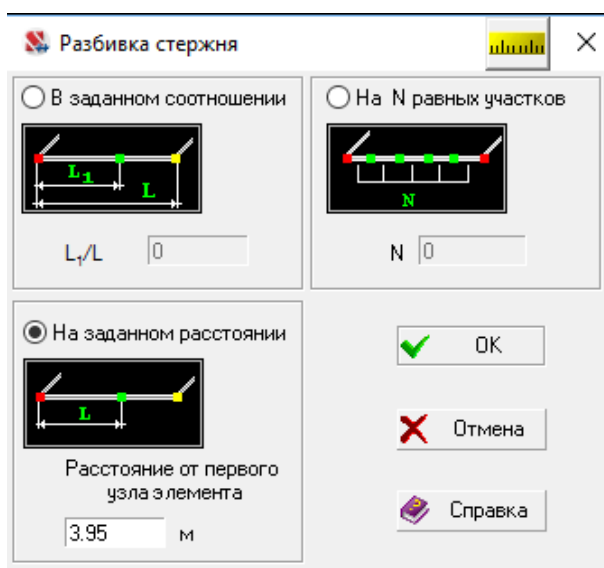 Разбивка стержня
В заданном соотношении
L1
L
L1/L 0
На N равных участков
N
N 0
На заданном расстоянии
L
Расстояние от первого
узла элемента
3.95 м
OK
Отмена
Справка